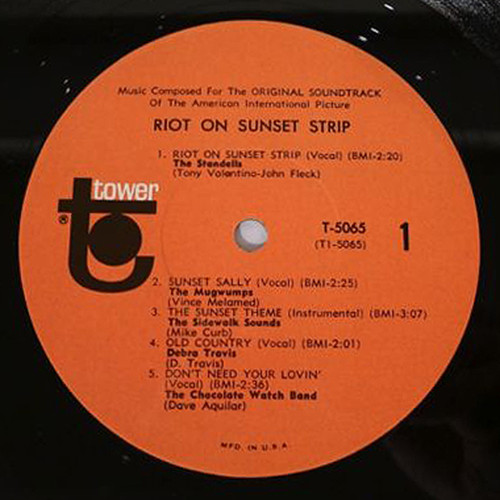 Music Composed For The ORIGINAL SOUNDTRACK
Of The American International Picture
RIOT ON SUNSET STRIP
1. RIOT ON SUNSET STRIP (Vocal) (BMI-2:20)
The Standells
(Tony Valentino-John Fleck)
tower
®
T-5065
(T1-5065)
1
2. SUNSET SALLY (Vocal) (BMI-2:25)
The Mugwumps
(Vince Melamed)
3. THE SUNSET THEME (Instrumental) (BMI-3:07)
The Sidewalk Sounds
(Mike Curb)
4. OLD COUNTRY (Vocal) (BMI-2:01)
Debra Travis
(D. Travis)
5. DON'T NEED YOUR LOVIN'
(Vocal) (BMI-2:36)
The Chocolate Watch Band
(Dave Aguilar)
MFD. IN U.S.A.